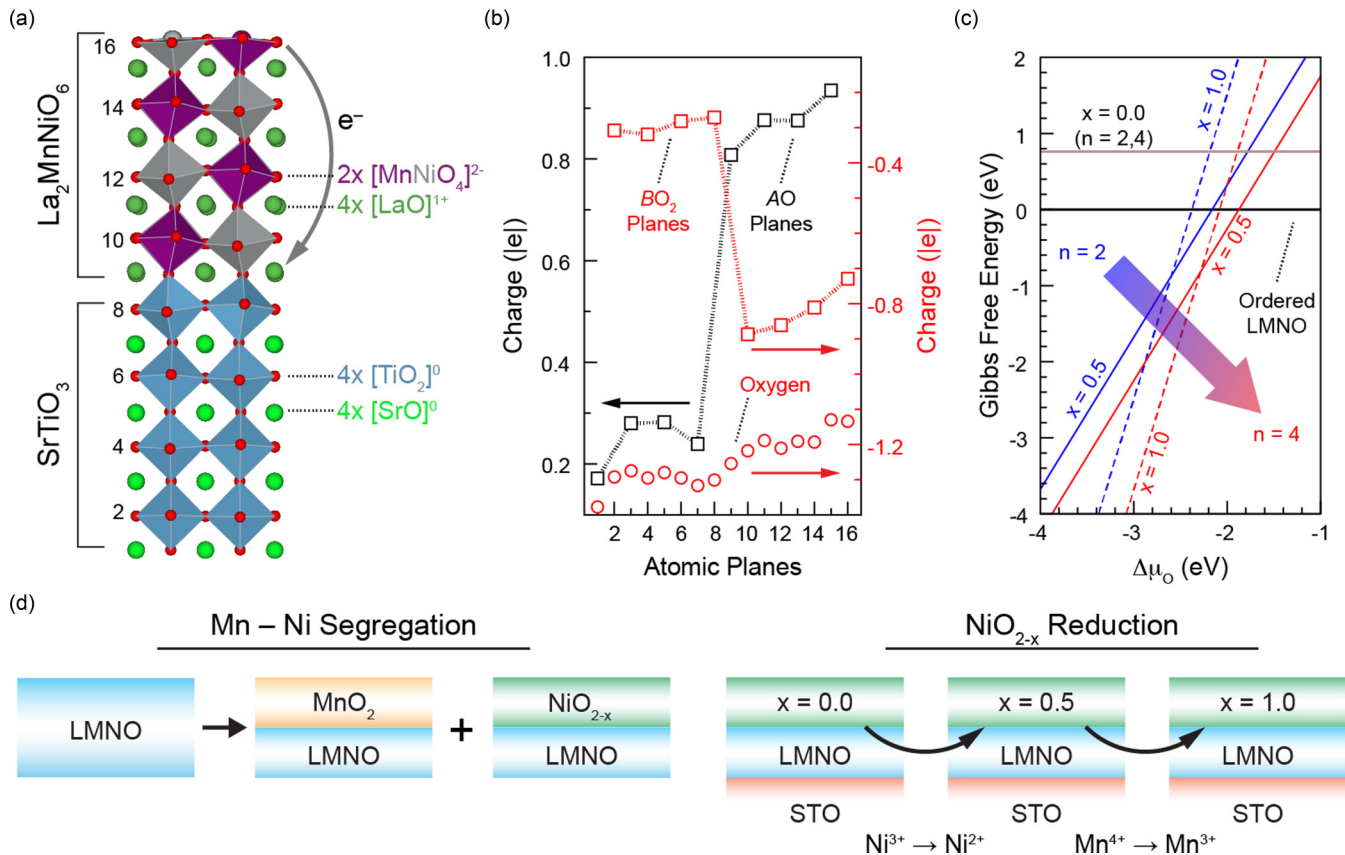 (a)
La₂MnNiO₆
SrTiO₃
16
14
12
10
8
6
4
2
e⁻
2x [MnNiO₄]²⁻
4x [LaO]¹⁺
4x [TiO₂]⁰
4x [SrO]⁰
(b)
Charge (|e|)
1.0
0.8
0.6
0.4
0.2
BO₂
Planes
AO
Planes
Oxygen
-0.4
-0.8
-1.2
Charge (|e|)
2 4 6 8 10 12 14 16
Atomic Planes
(c)
Gibbs Free Energy (eV)
2
1
0
-1
-2
-3
-4
x = 0.0
(n = 2,4)
x = 1.0
x = 0.5
n = 2
Ordered
LMNO
x = 0.5
x = 1.0
n = 4
-4 -3 -2 -1
Δμ₀ (eV)
(d)
Mn – Ni Segregation
LMNO
MnO₂
LMNO
+
NiO₂₋ₓ
LMNO
NiO₂₋ₓ Reduction
x = 0.0
LMNO
STO
x = 0.5
LMNO
STO
x = 1.0
LMNO
STO
Ni³⁺ → Ni²⁺
Mn⁴⁺ → Mn³⁺